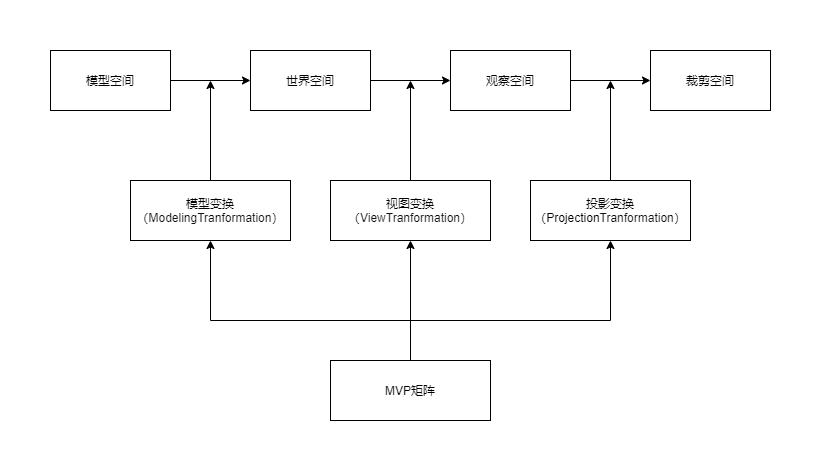 模型空间
世界空间
观察空间
裁剪空间
模型变换
（ModelingTranformation）
视图变换
（ViewTranformation）
投影变换
（ProjectionTranformation）
MVP矩阵